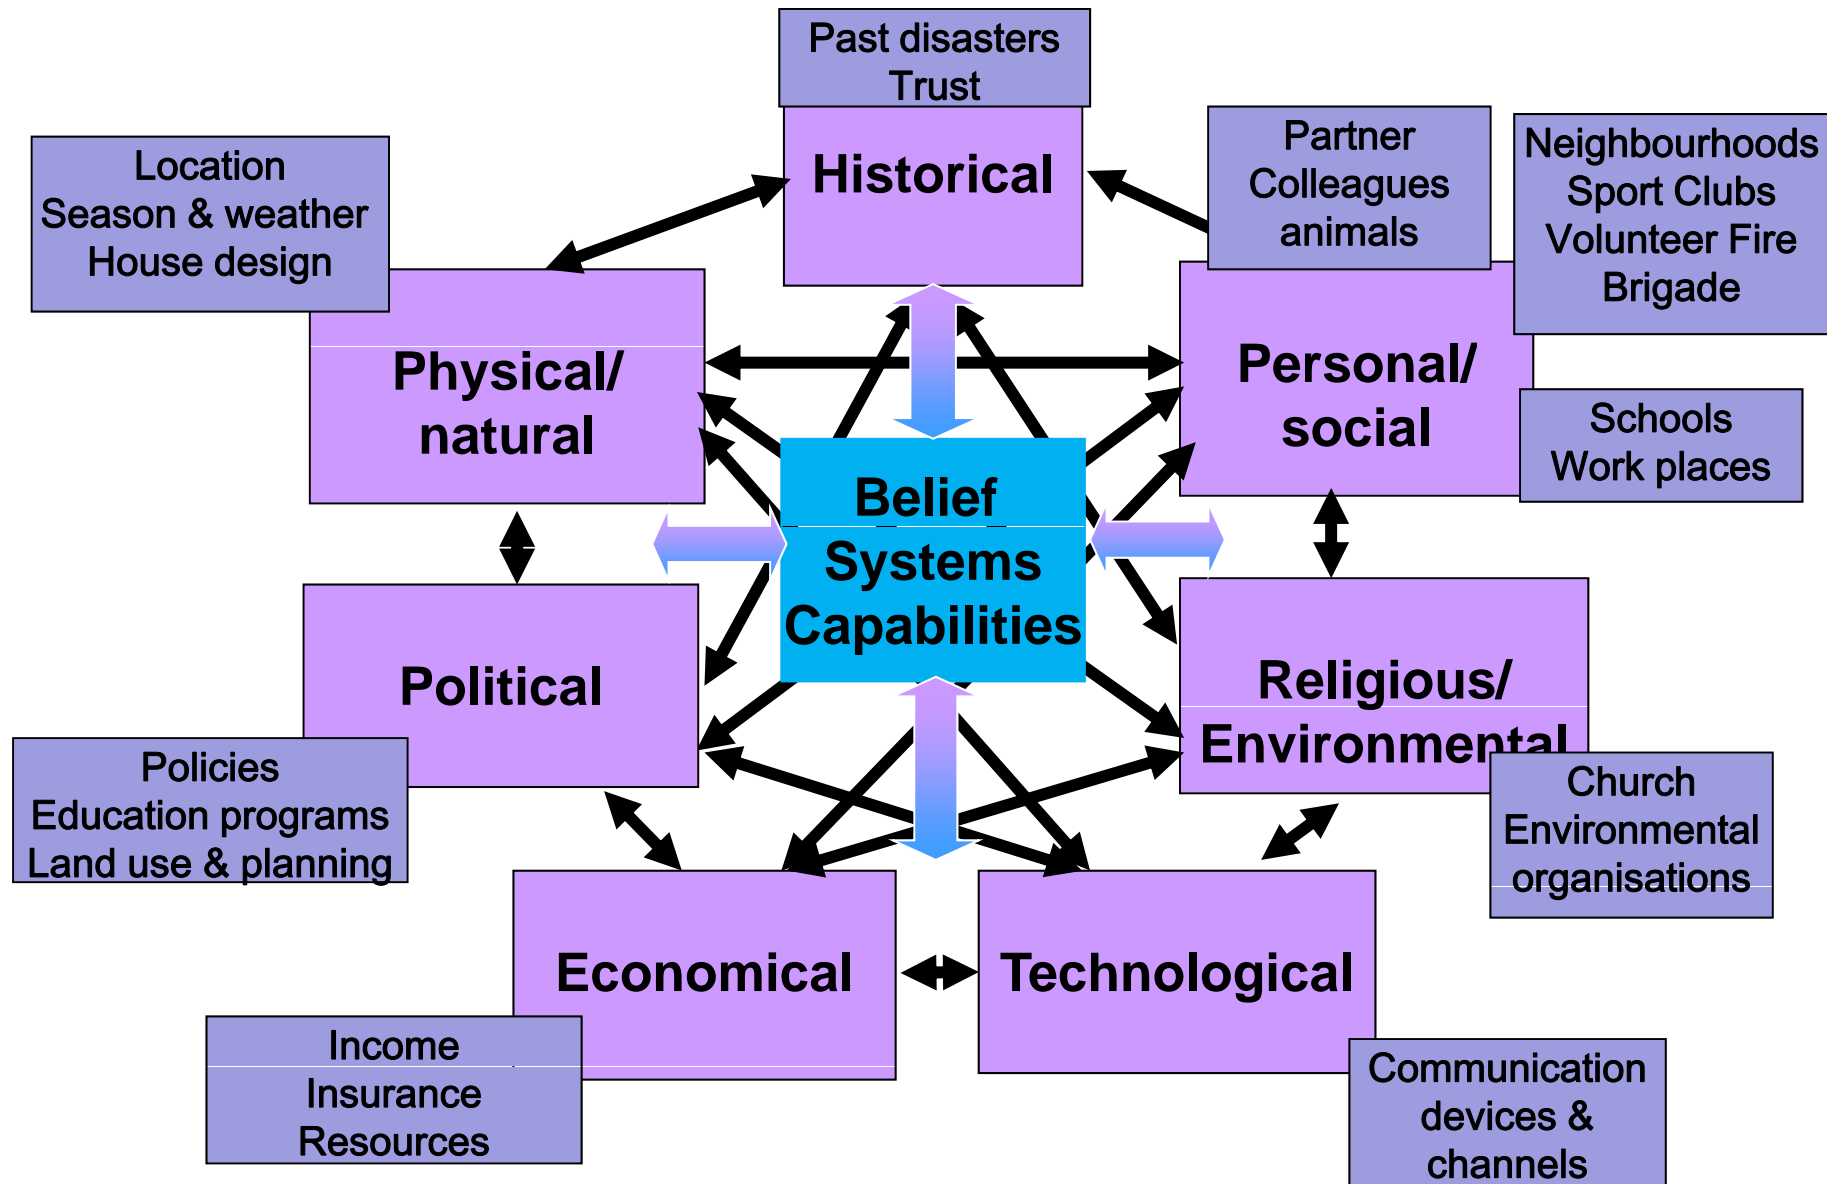 Past disasters
Trust
Historical
Location
Season & weather
House design
Physical/
natural
Partner
Colleagues
animals
Neighbourhoods
Sport Clubs
Volunteer Fire
Brigade
Personal/
social
Schools
Work places
Belief
Systems
Capabilities
Political
Policies
Education programs
Land use & planning
Religious/
Environmental
Church
Environmental
organisations
Economical
Income
Insurance
Resources
Technological
Communication
devices &
channels